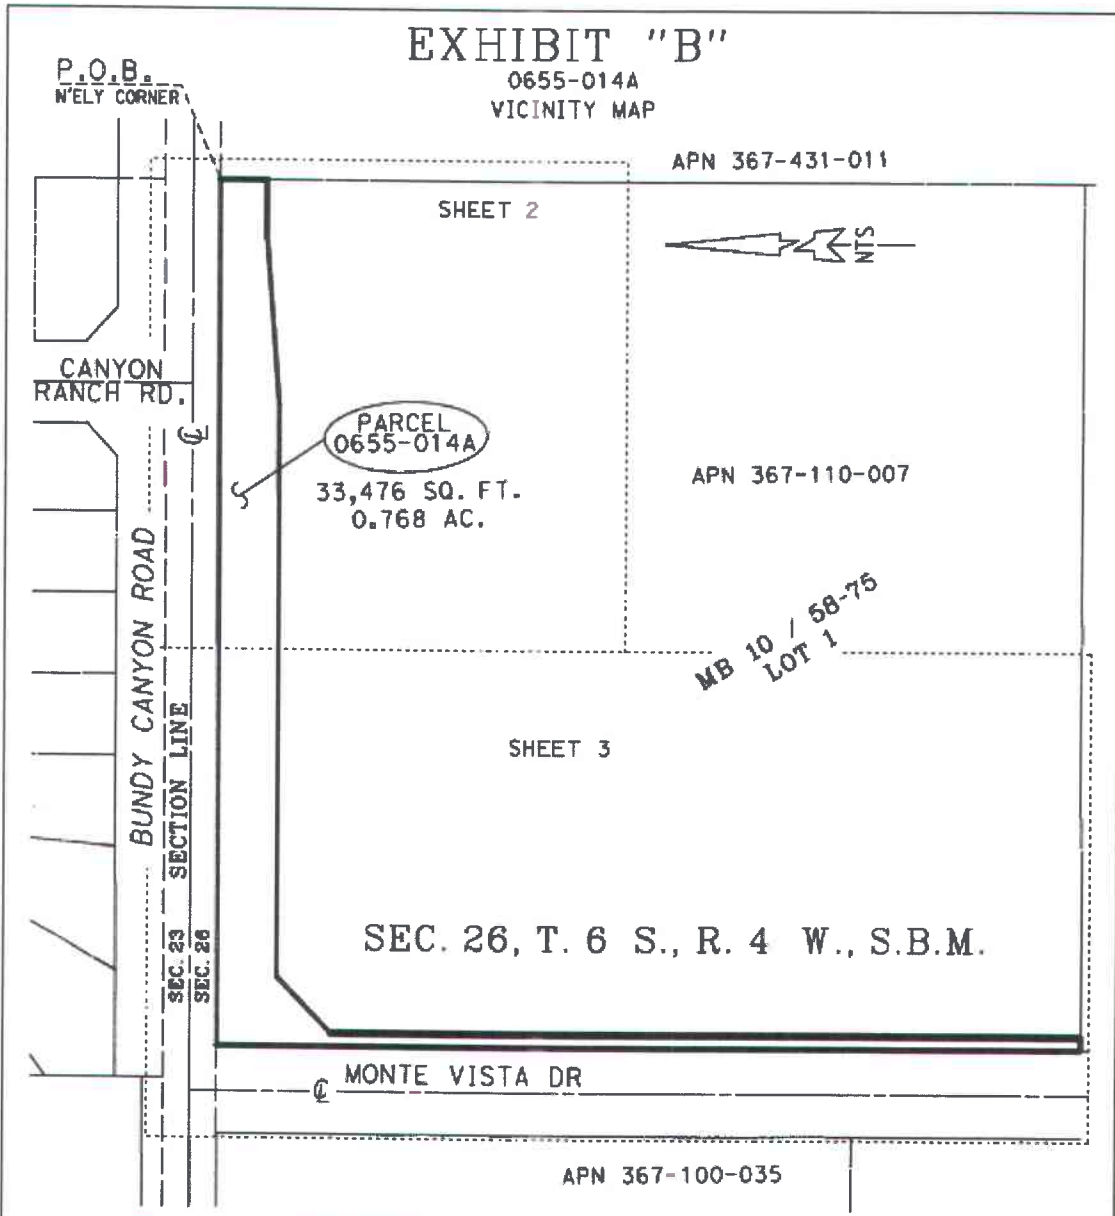 EXHIBIT "B"
0655-014A
VICINITY MAP
P.O.B.
N'ELY CORNER
APN 367-431-011
SHEET 2
NTS
CANYON
RANCH RD.
℄
PARCEL
0655-014A
33,476 SQ. FT.
0.768 AC.
APN 367-110-007
BUNDY CANYON ROAD
MB 10 / 58-75
LOT 1
SECTION LINE
SHEET 3
SEC. 23
SEC. 26
SEC. 26, T. 6 S., R. 4 W., S.B.M.
℄ MONTE VISTA DR
APN 367-100-035